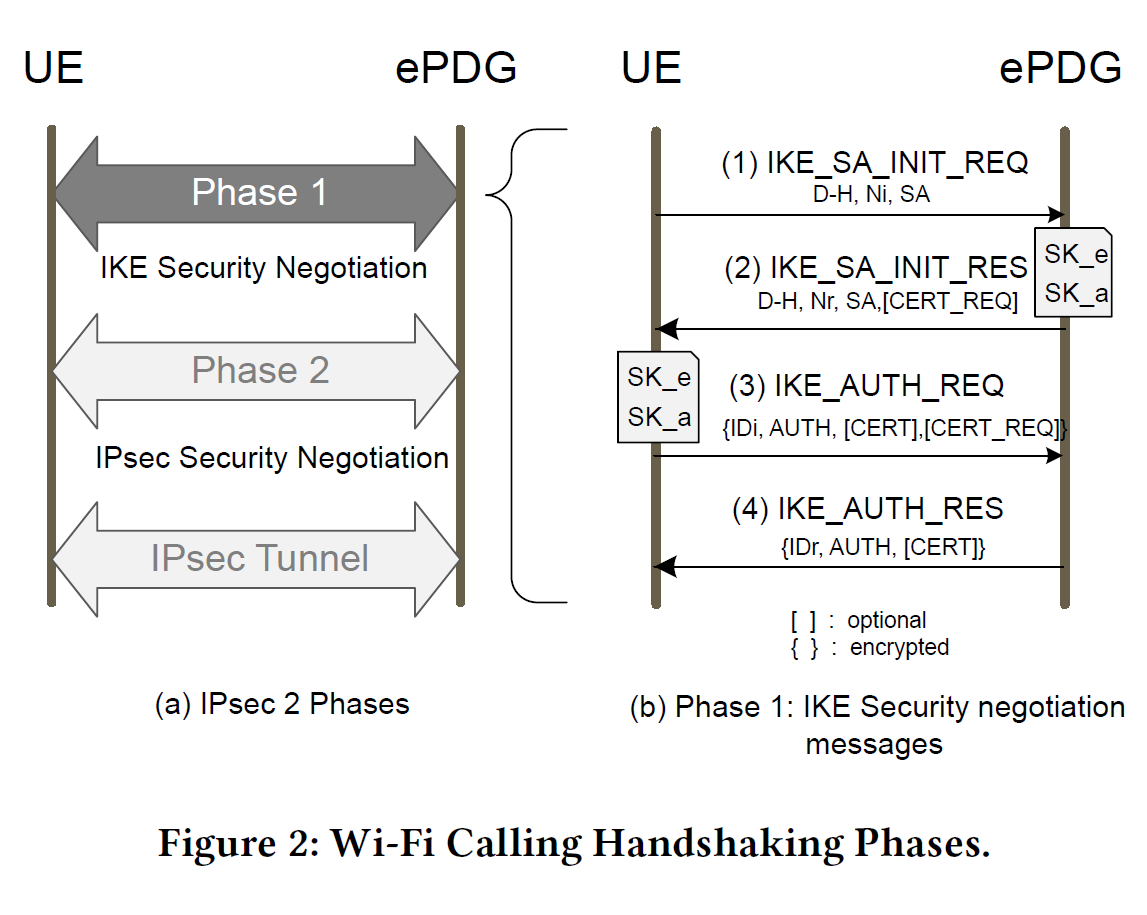 UE
ePDG
Phase 1
IKE Security Negotiation
Phase 2
IPsec Security Negotiation
IPsec Tunnel
(a) IPsec 2 Phases
UE
ePDG
(1) IKE_SA_INIT_REQ
D-H, Ni, SA
SK_e
SK_a
(2) IKE_SA_INIT_RES
D-H, Nr, SA,[CERT_REQ]
SK_e
SK_a
(3) IKE_AUTH_REQ
{IDi, AUTH, [CERT],[CERT_REQ]}
(4) IKE_AUTH_RES
{IDr, AUTH, [CERT]}
[ ] : optional
{ } : encrypted
(b) Phase 1: IKE Security negotiation
messages
Figure 2: Wi-Fi Calling Handshaking Phases.